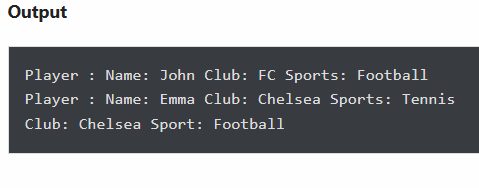 Output
Player : Name: John Club: FC Sports: Football
Player : Name: Emma Club: Chelsea Sports: Tennis
Club: Chelsea Sport: Football